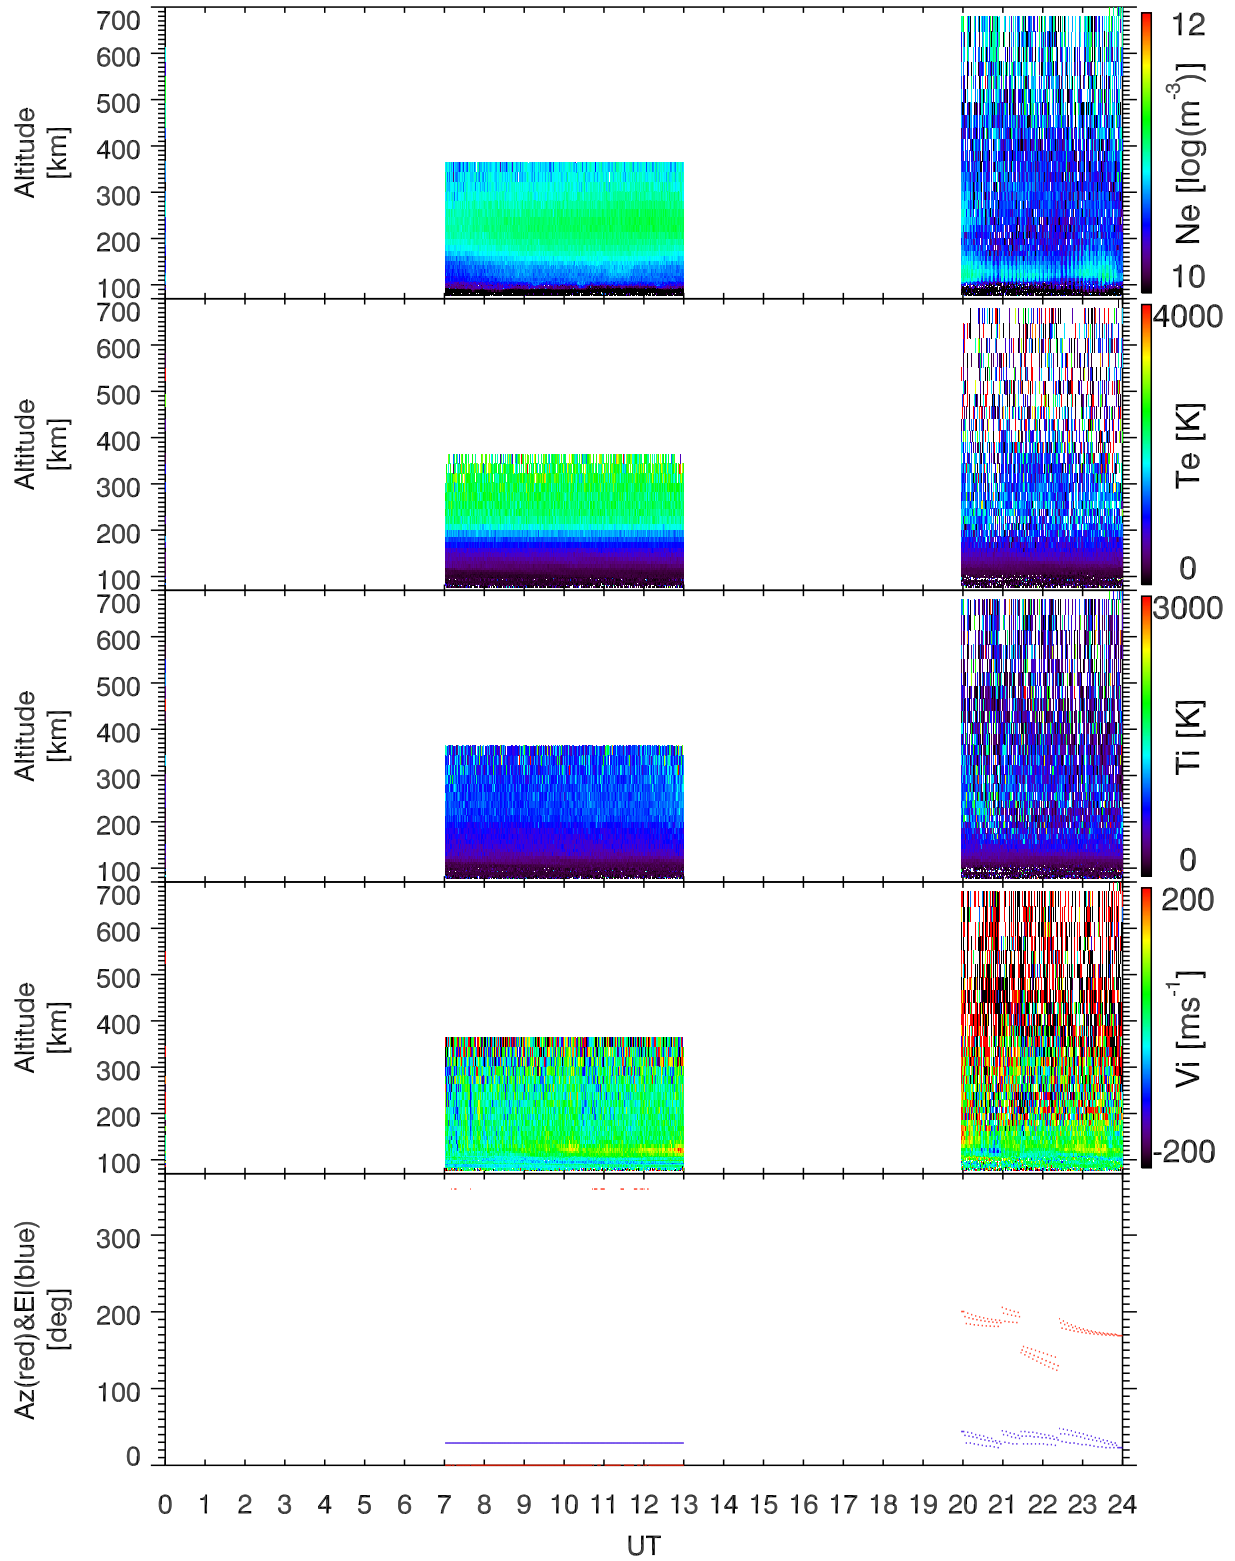 700
600
500
400
300
200
100
Altitude
[km]
12
Ne [log(m⁻³)]
10
700
600
500
400
300
200
100
Altitude
[km]
4000
Te [K]
0
700
600
500
400
300
200
100
Altitude
[km]
3000
Ti [K]
0
700
600
500
400
300
200
100
Altitude
[km]
200
Vi [ms⁻¹]
-200
300
200
100
0
Az(red)&El(blue)
[deg]
0 1 2 3 4 5 6 7 8 9 10 11 12 13 14 15 16 17 18 19 20 21 22 23 24
UT